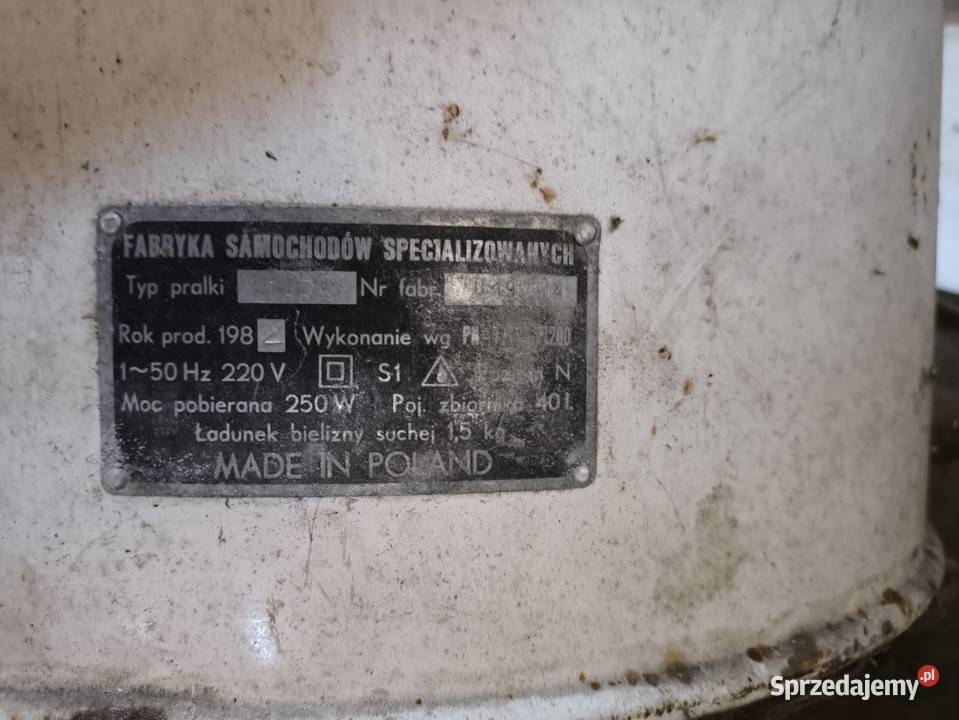 FABRYKA SAMOCHODÓW SPECJALIZOWANYCH
Typ pralki Nr fabr
Rok prod. 1982 Wykonanie wg PN
1~50 Hz 220 V S1 N
Moc pobierana 250 W Poj. zbiornika 40 l.
Ładunek bielizny suchej 1,5 kg
MADE IN POLAND
Sprzedajemy.pl